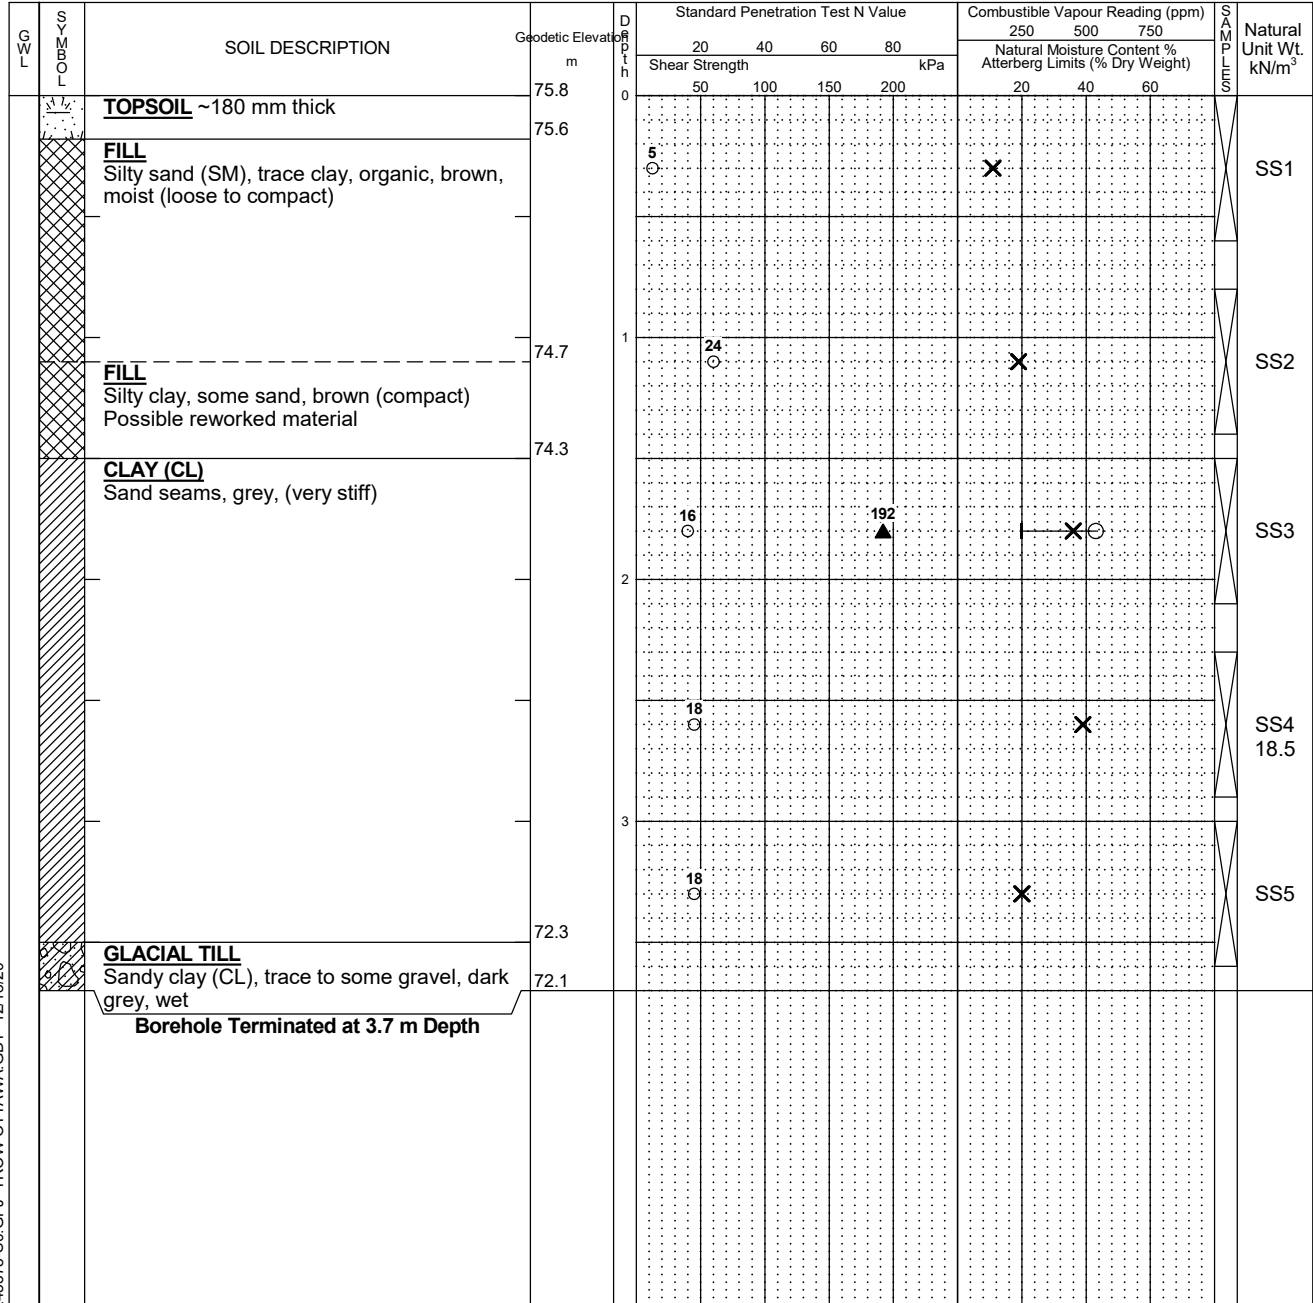 GWL
SYMBOL
SOIL DESCRIPTION
Geodetic Elevation
m
Depth
Standard Penetration Test N Value
20 40 60 80
Shear Strength kPa
50 100 150 200
Combustible Vapour Reading (ppm)
250 500 750
Natural Moisture Content %
Atterberg Limits (% Dry Weight)
20 40 60
SAMPLES
Natural
Unit Wt.
kN/m³
75.8
0
TOPSOIL ~180 mm thick
75.6
FILL
Silty sand (SM), trace clay, organic, brown,
moist (loose to compact)
5
SS1
1
74.7
24
SS2
FILL
Silty clay, some sand, brown (compact)
Possible reworked material
74.3
CLAY (CL)
Sand seams, grey, (very stiff)
16
192
SS3
2
18
SS4
18.5
3
18
SS5
72.3
GLACIAL TILL
Sandy clay (CL), trace to some gravel, dark
grey, wet
72.1
Borehole Terminated at 3.7 m Depth